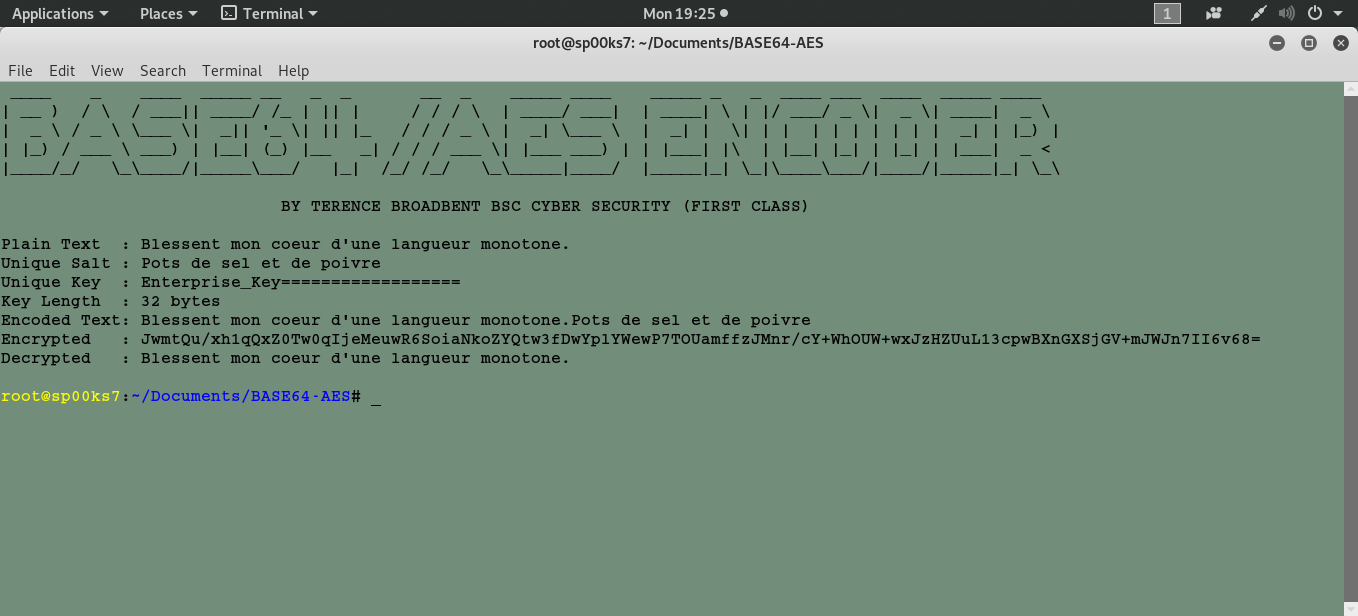 Applications Places Terminal Mon 19:25 1
root@sp00ks7: ~/Documents/BASE64-AES
File Edit View Search Terminal Help
BASE64/AES ENCODER
BY TERENCE BROADBENT BSC CYBER SECURITY (FIRST CLASS)
Plain Text  : Blessent mon coeur d'une langueur monotone.
Unique Salt : Pots de sel et de poivre
Unique Key  : Enterprise_Key==================
Key Length  : 32 bytes
Encoded Text: Blessent mon coeur d'une langueur monotone.Pots de sel et de poivre
Encrypted   : JwmtQu/xh1qQxZ0Tw0qIjeMeuwR6SoiaNkoZYQtw3fDwYplYWewP7TOUamffzJMnr/cY+WhOUW+wxJzHZUuL13cpwBXnGXSjGV+mJWJn7II6v68=
Decrypted   : Blessent mon coeur d'une langueur monotone.
root@sp00ks7:~/Documents/BASE64-AES# _